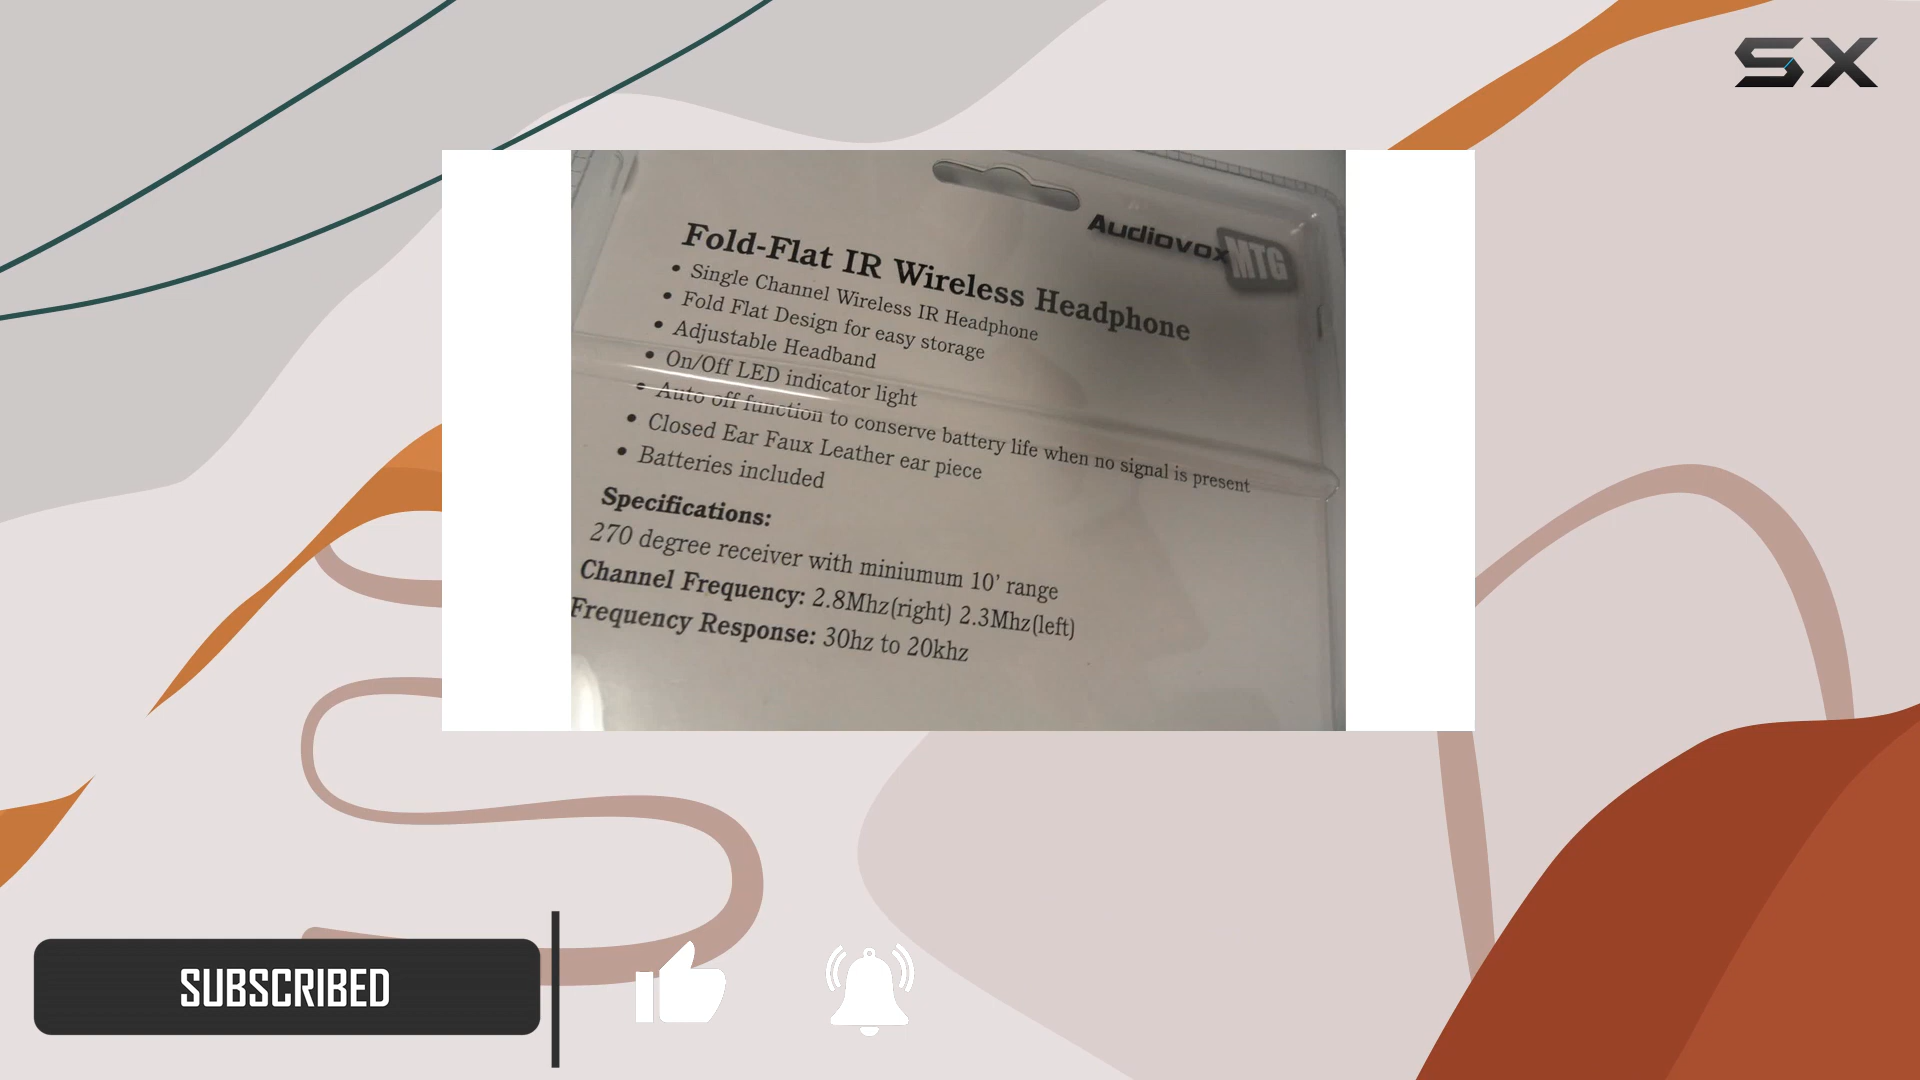 SX
Audiovox MTG
Fold-Flat IR Wireless Headphone
• Single Channel Wireless IR Headphone
• Fold Flat Design for easy storage
• Adjustable Headband
• On/Off LED indicator light
• Auto off function to conserve battery life when no signal is present
• Closed Ear Faux Leather ear piece
• Batteries included
Specifications:
270 degree receiver with miniumum 10' range
Channel Frequency: 2.8Mhz(right) 2.3Mhz(left)
Frequency Response: 30hz to 20khz
SUBSCRIBED